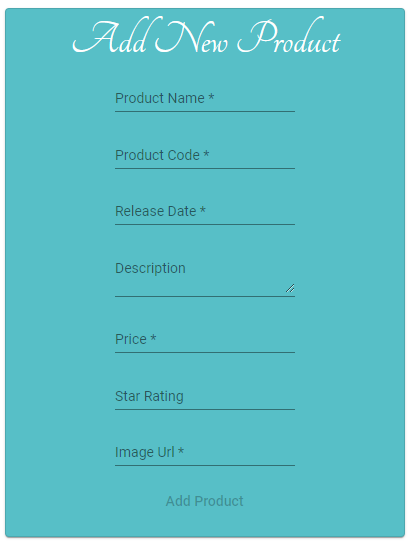 Add New Product
Product Name *
Product Code *
Release Date *
Description
Price *
Star Rating
Image Url *
Add Product